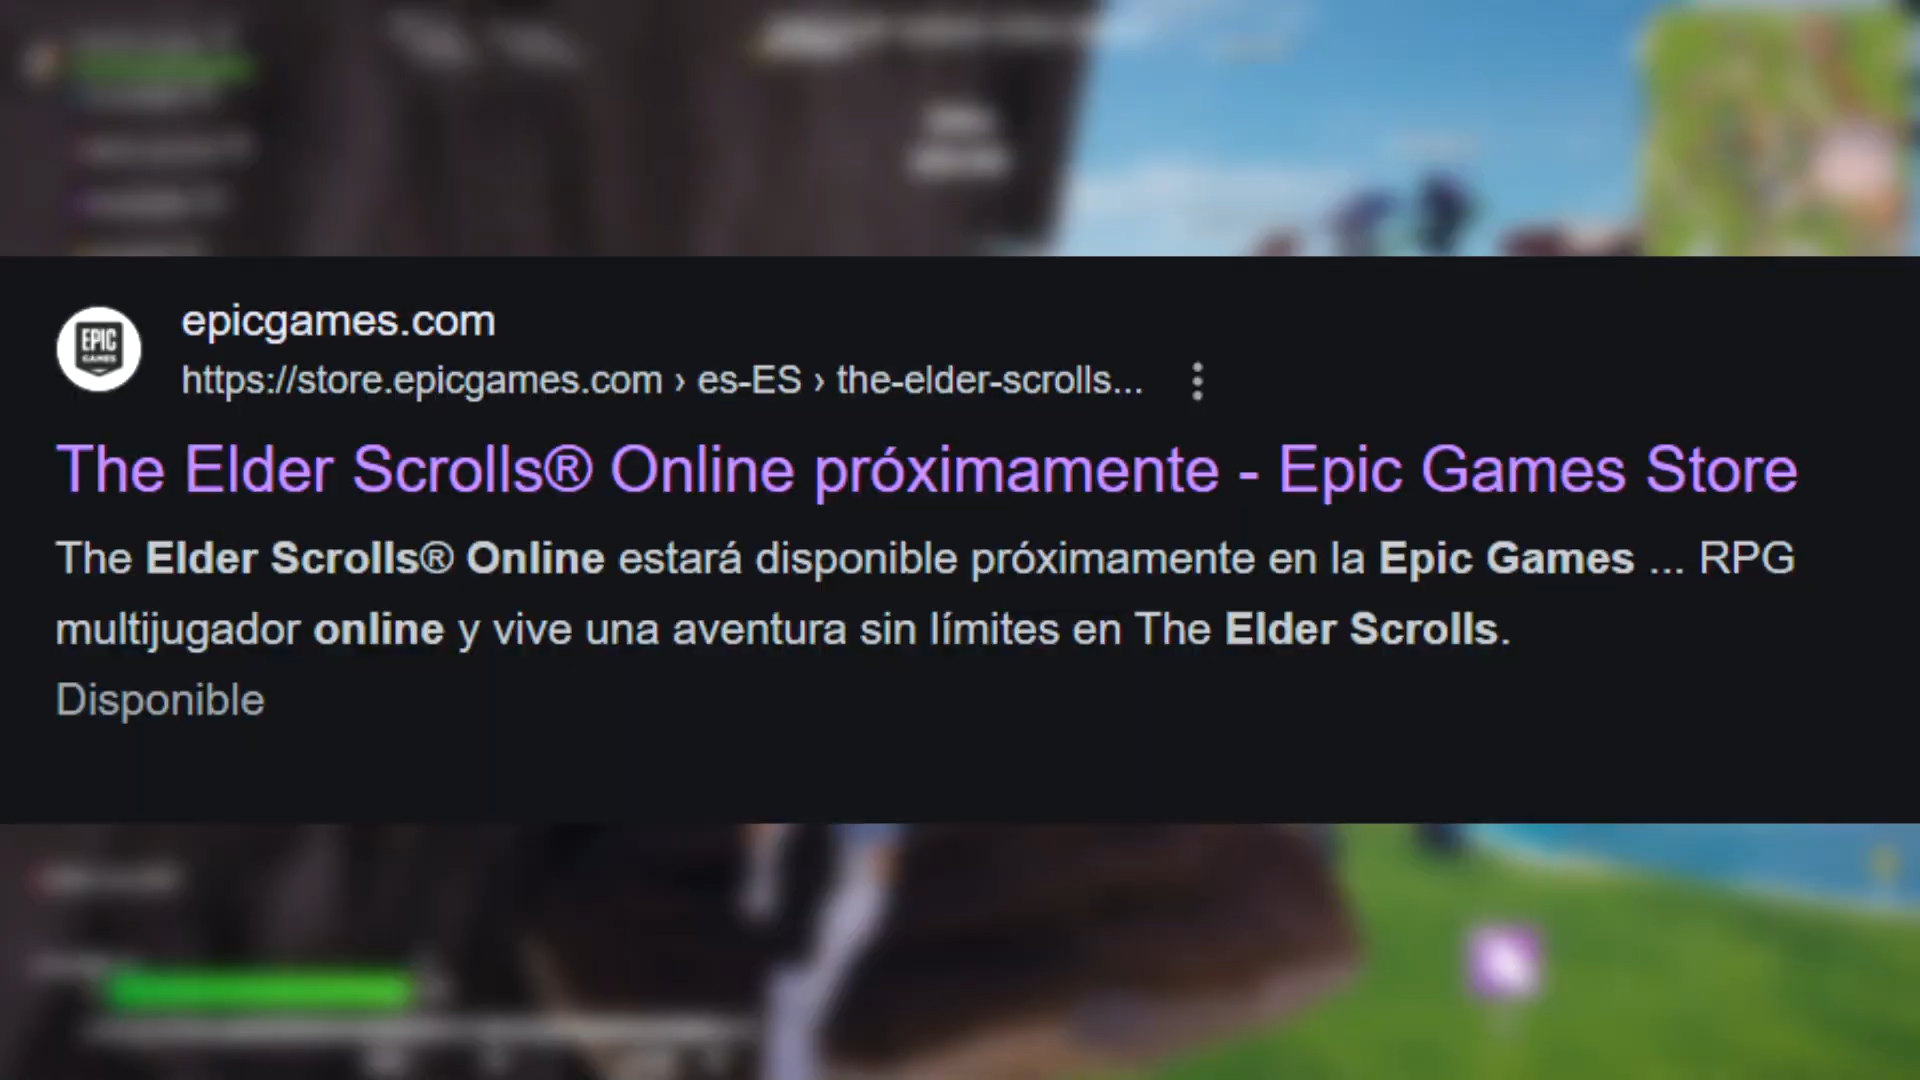 EPIC
GAMES
epicgames.com
https://store.epicgames.com › es-ES › the-elder-scrolls...
The Elder Scrolls® Online próximamente - Epic Games Store
The Elder Scrolls® Online estará disponible próximamente en la Epic Games ... RPG
multijugador online y vive una aventura sin límites en The Elder Scrolls.
Disponible